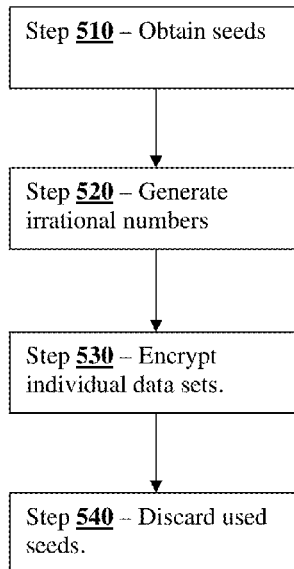 Step 510 – Obtain seeds
Step 520 – Generate
irrational numbers
Step 530 – Encrypt
individual data sets.
Step 540 – Discard used
seeds.